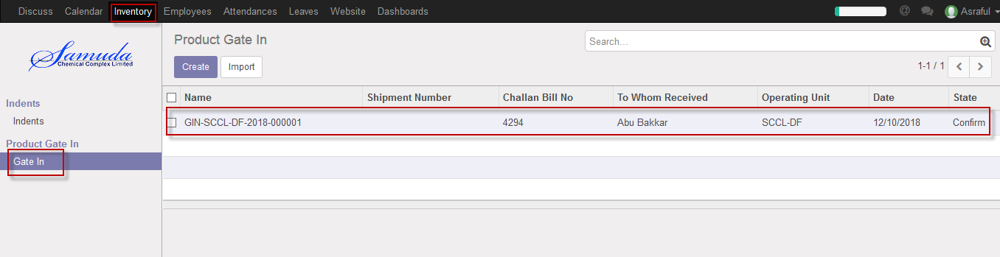 Discuss Calendar Inventory Employees Attendances Leaves Website Dashboards @ Asraful
Samuda
Chemical Complex Limited
Indents
Indents
Product Gate In
Gate In
Product Gate In
Search...
Create Import
1-1 / 1
Name Shipment Number Challan Bill No To Whom Received Operating Unit Date State
GIN-SCCL-DF-2018-000001 4294 Abu Bakkar SCCL-DF 12/10/2018 Confirm